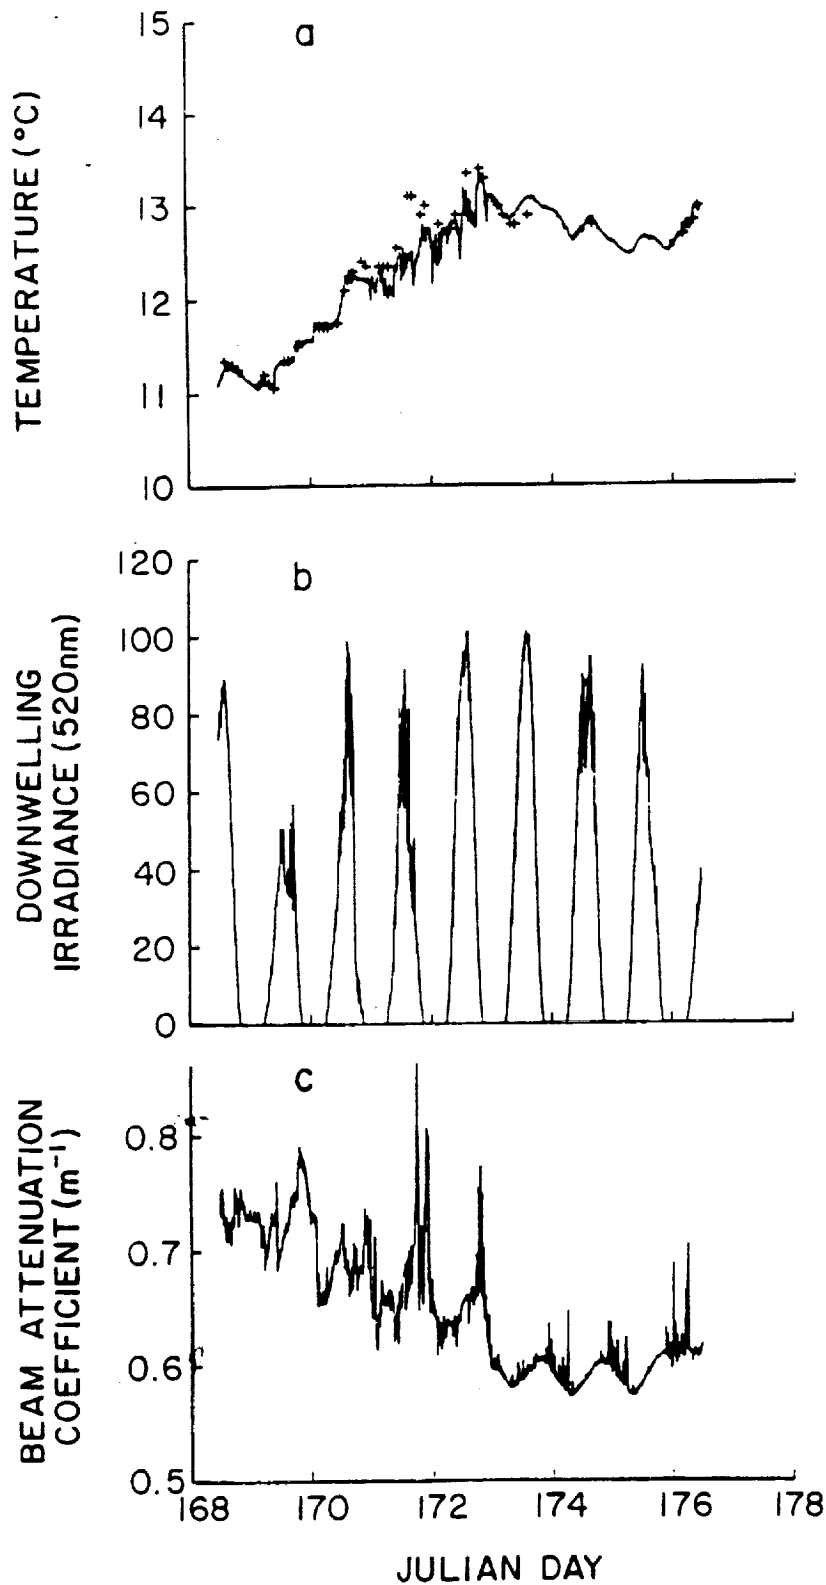 a
TEMPERATURE (°C)
15
14
13
12
11
10
b
DOWNWELLING
IRRADIANCE (520nm)
120
100
80
60
40
20
0
c
BEAM ATTENUATION
COEFFICIENT (m⁻¹)
0.8
0.7
0.6
0.5
168 170 172 174 176 178
JULIAN DAY